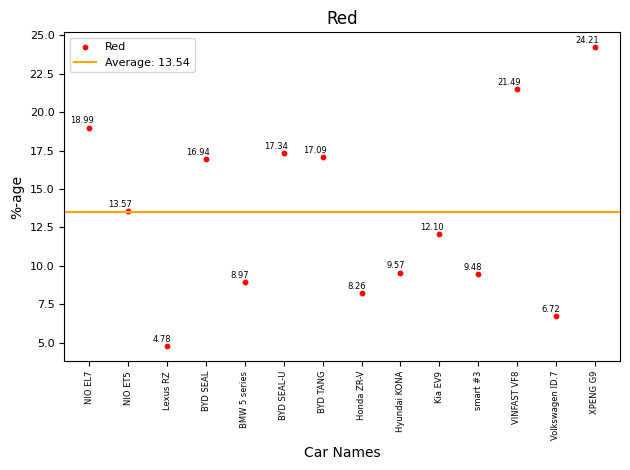 Red
25.0
22.5
20.0
17.5
15.0
12.5
10.0
7.5
5.0
%-age
Red
Average: 13.54
18.99
13.57
4.78
16.94
8.97
17.34
17.09
8.26
9.57
12.10
9.48
21.49
6.72
24.21
NIO EL7
NIO ET5
Lexus RZ
BYD SEAL
BMW 5 series
BYD SEAL-U
BYD TANG
Honda ZR-V
Hyundai KONA
Kia EV9
smart #3
VINFAST VF8
Volkswagen ID.7
XPENG G9
Car Names